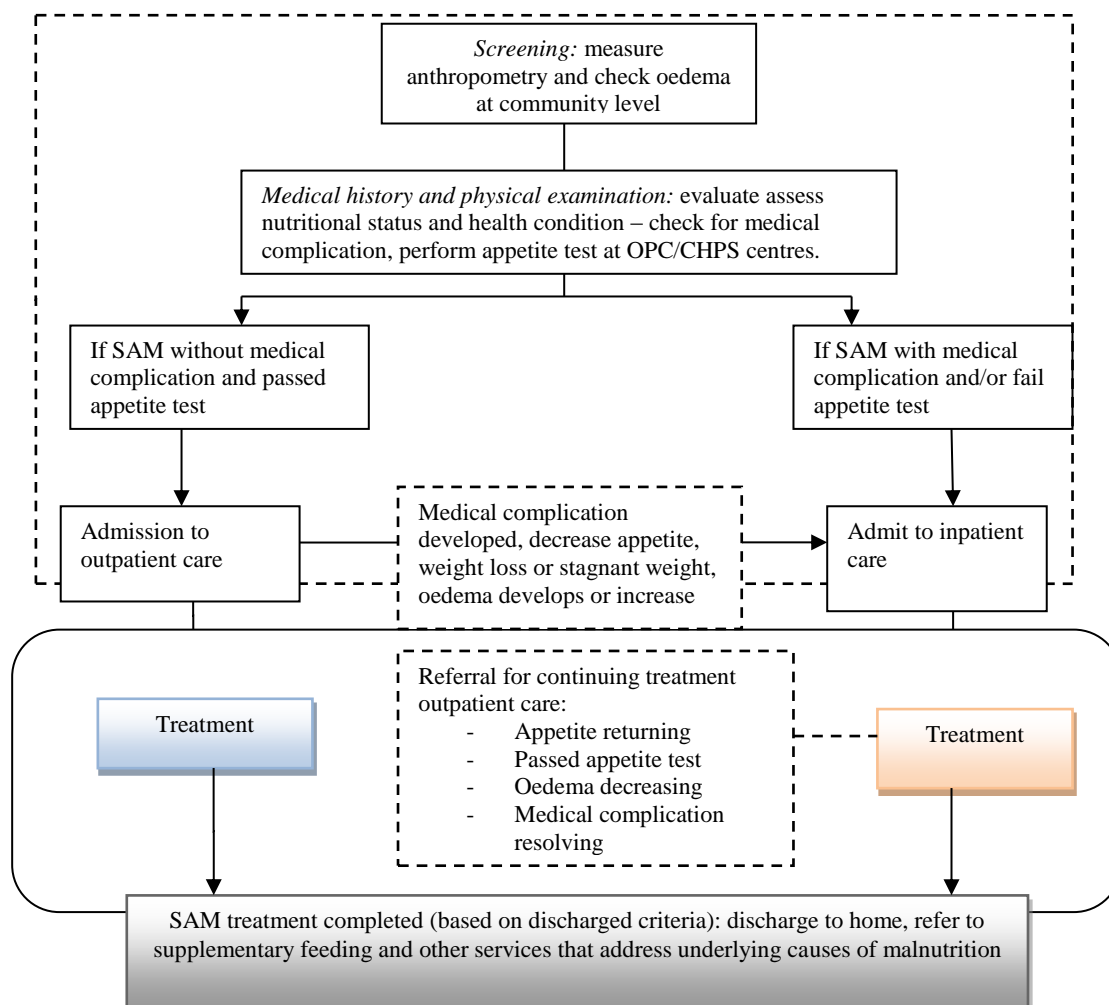 Screening: measure
anthropometry and check oedema
at community level
Medical history and physical examination: evaluate assess
nutritional status and health condition – check for medical
complication, perform appetite test at OPC/CHPS centres.
If SAM without medical
complication and passed
appetite test
If SAM with medical
complication and/or fail
appetite test
Admission to
outpatient care
Medical complication
developed, decrease appetite,
weight loss or stagnant weight,
oedema develops or increase
Admit to inpatient
care
Treatment
Referral for continuing treatment
outpatient care:
- Appetite returning
- Passed appetite test
- Oedema decreasing
- Medical complication
resolving
Treatment
SAM treatment completed (based on discharged criteria): discharge to home, refer to
supplementary feeding and other services that address underlying causes of malnutrition